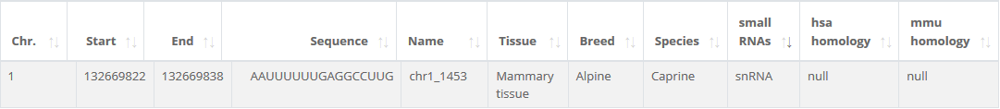 Chr. Start End Sequence Name Tissue Breed Species small RNAs hsa homology mmu homology
1 132669822 132669838 AAUUUUUUGAGGCCUUG chr1_1453 Mammary tissue Alpine Caprine snRNA null null